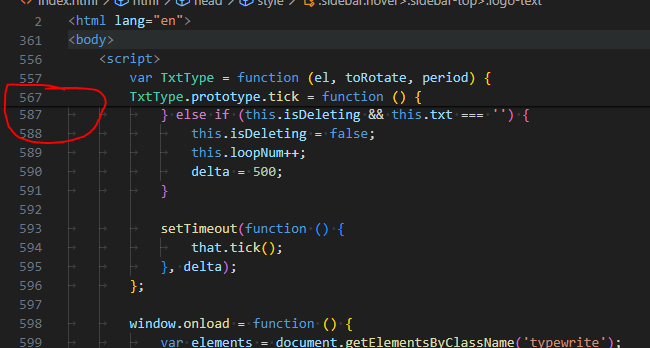 index.html > html > head > style > .sidebar:hover>.sidebar-top>.logo-text
2 <html lang="en">
361 <body>
556 <script>
557 var TxtType = function (el, toRotate, period) {
567 TxtType.prototype.tick = function () {
587 } else if (this.isDeleting && this.txt === '') {
588 this.isDeleting = false;
589 this.loopNum++;
590 delta = 500;
591 }
592
593 setTimeout(function () {
594 that.tick();
595 }, delta);
596 };
597
598 window.onload = function () {
599 var elements = document.getElementsByClassName('typewrite');